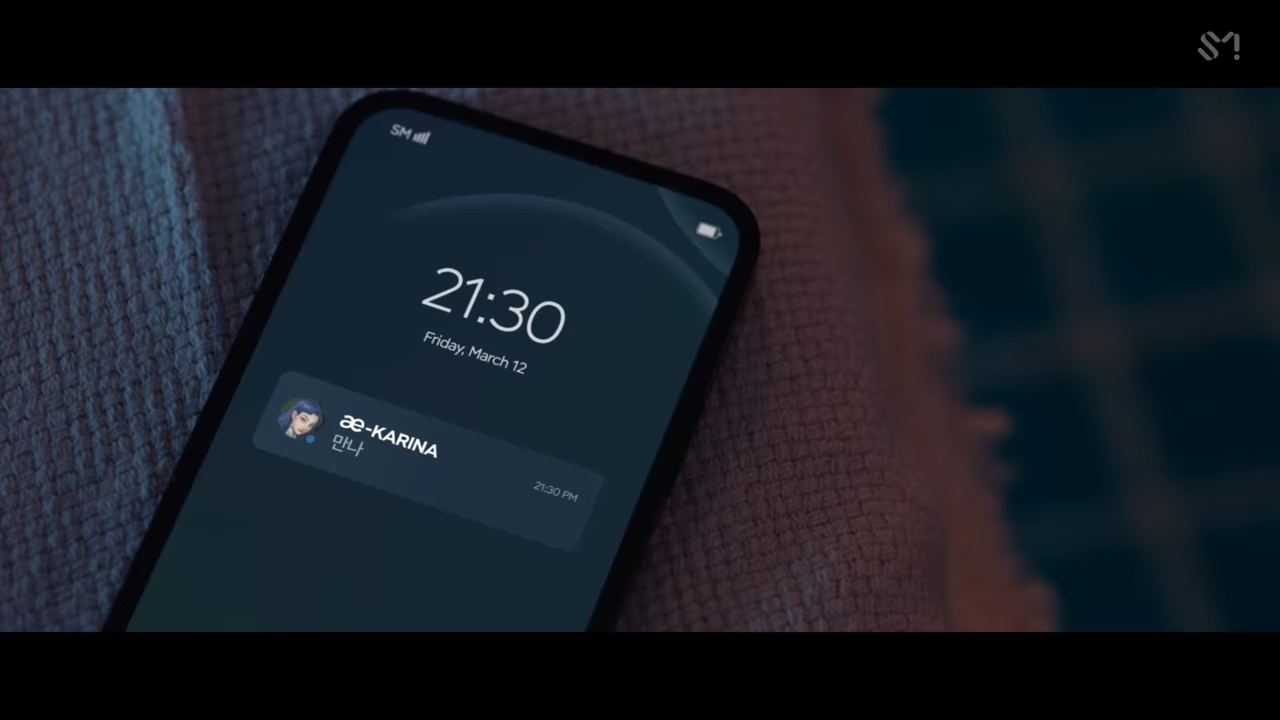 SM
SM
21:30
Friday, March 12
æ-KARINA
만나
21:30 PM